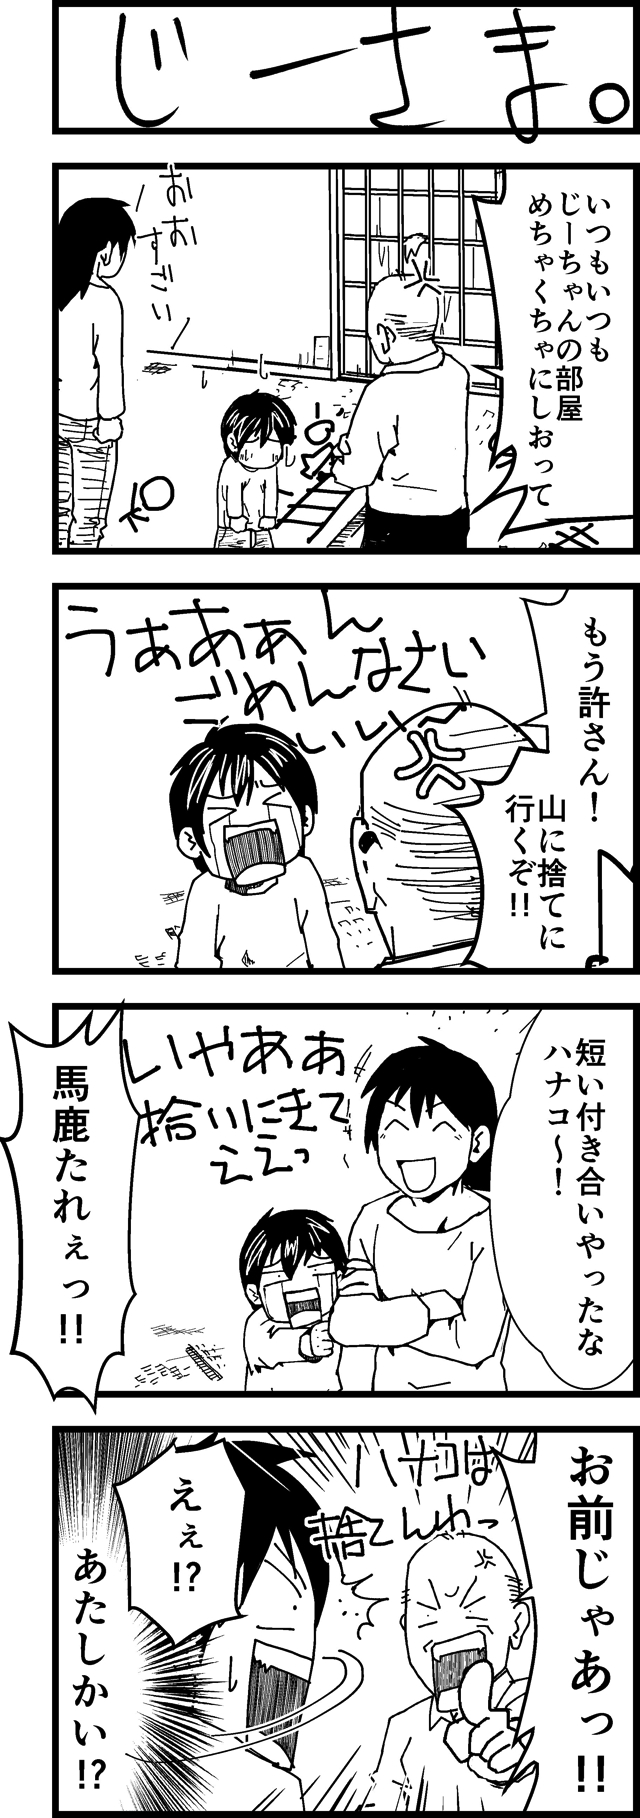 じーさま。
いつもいつも
じーちゃんの部屋
めちゃくちゃにしおって
おお
すごい
もう許さん！
山に捨てに
行くぞ!!
うぁあぁん
ごめんなさい
いい〜
短い付き合いやったな
ハナコ〜！
いやあぁ
拾いにきて
ええっ
馬鹿たれぇっ!!
お前じゃあっ!!
ハナコは
捨てんわっ
えぇ!?
あたしかい!?